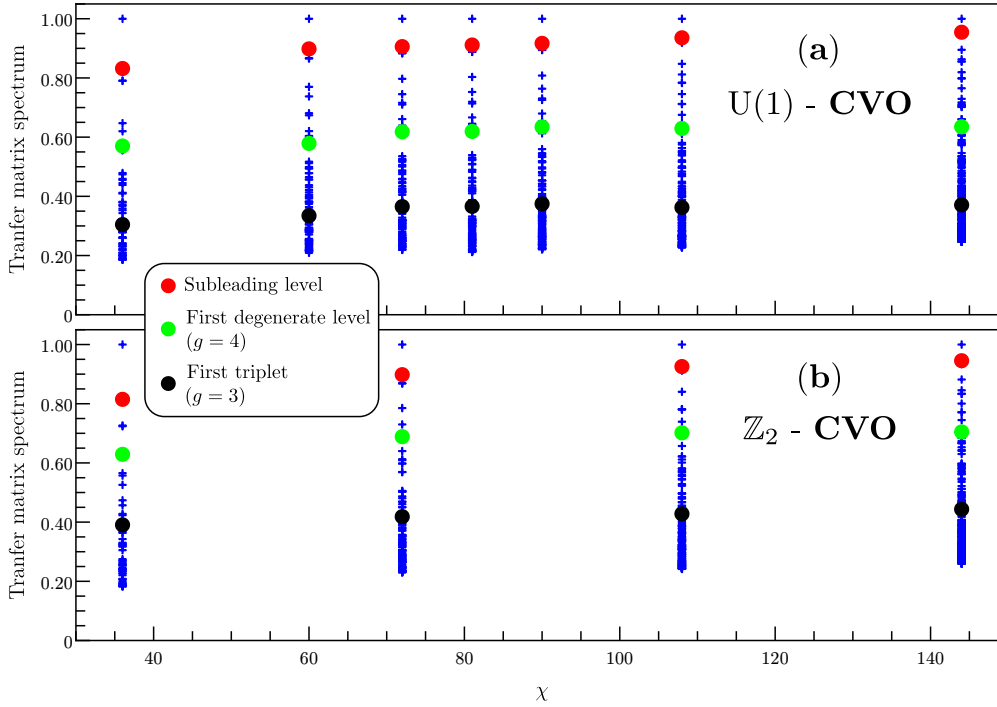 1.00
0.80
0.60
0.40
0.20
0
Tranfer matrix spectrum
(a)
U(1) - CVO
Subleading level
First degenerate level
(g = 4)
First triplet
(g = 3)
1.00
0.80
0.60
0.40
0.20
0
Tranfer matrix spectrum
(b)
ℤ₂ - CVO
40
60
80
100
120
140
χ